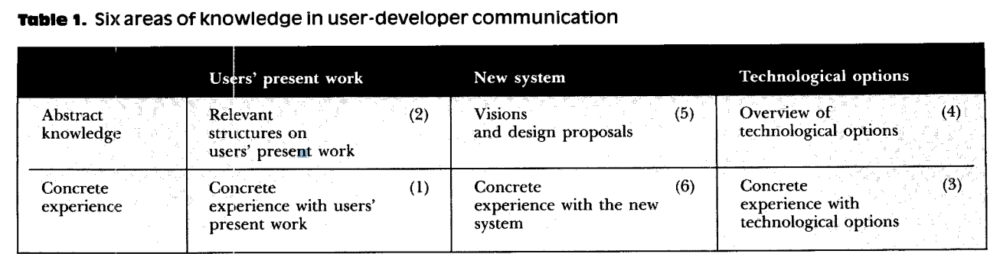 Table 1. Six areas of knowledge in user-developer communication
Users' present work New system Technological options
Abstract knowledge
Relevant structures on users' present work (2)
Visions and design proposals (5)
Overview of technological options (4)
Concrete experience
Concrete experience with users' present work (1)
Concrete experience with the new system (6)
Concrete experience with technological options (3)